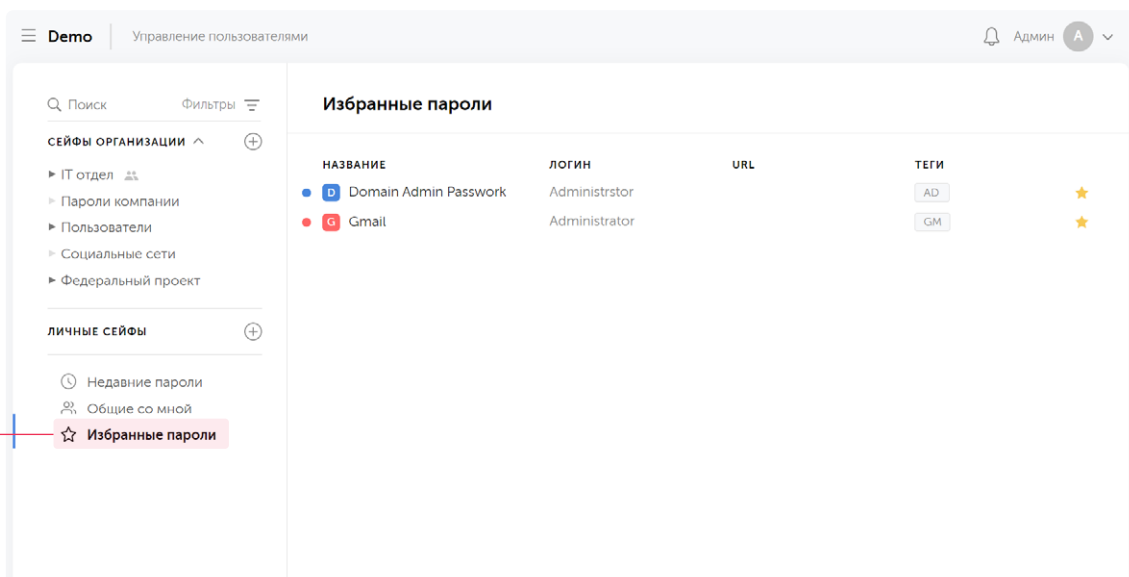 Demo Управление пользователями Админ А
Поиск Фильтры
Избранные пароли
СЕЙФЫ ОРГАНИЗАЦИИ
НАЗВАНИЕ ЛОГИН URL ТЕГИ
IT отдел
D Domain Admin Passwork Administrstor AD
Пароли компании
G Gmail Administrator GM
Пользователи
Социальные сети
Федеральный проект
ЛИЧНЫЕ СЕЙФЫ
Недавние пароли
Общие со мной
Избранные пароли